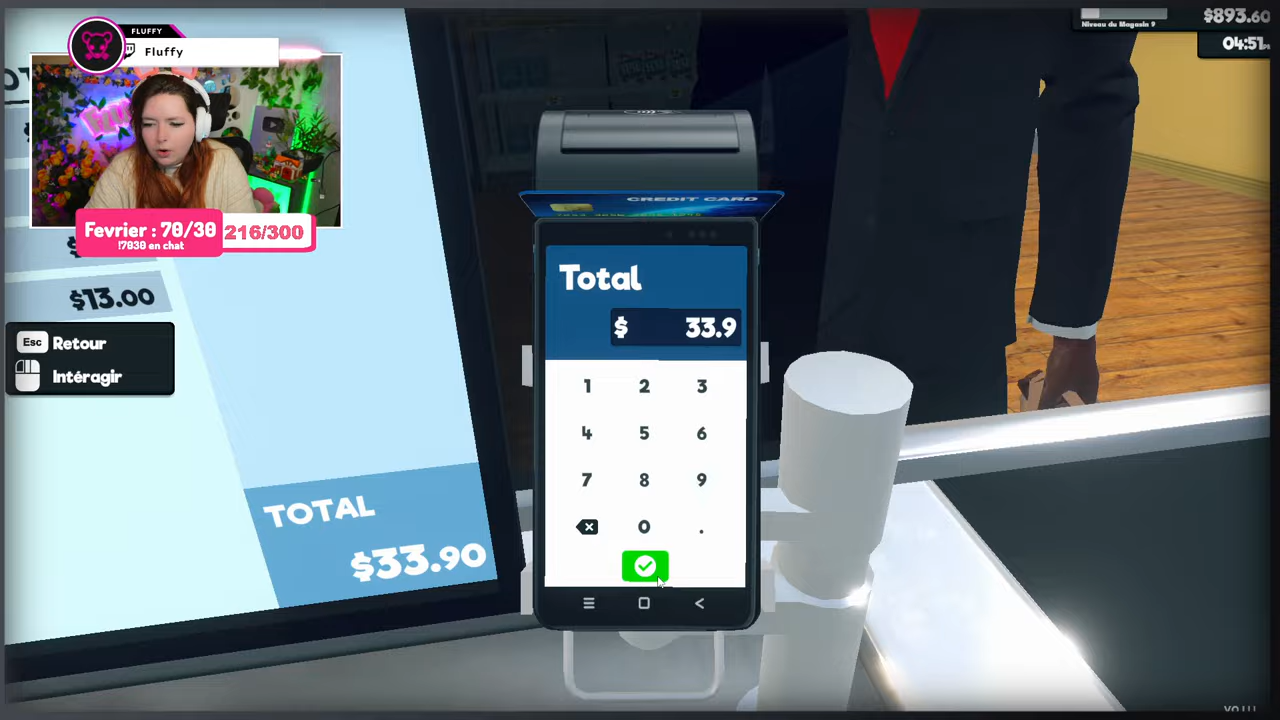 FLUFFY
Fluffy
Fevrier : 70/30
!7030 en chat
216/300
$13.00
Esc Retour
Intéragir
TOTAL
$33.90
CREDIT CARD
Total
$ 33.9
1 2 3
4 5 6
7 8 9
0 .
Niveau du Magasin 9
$893.60
04:51